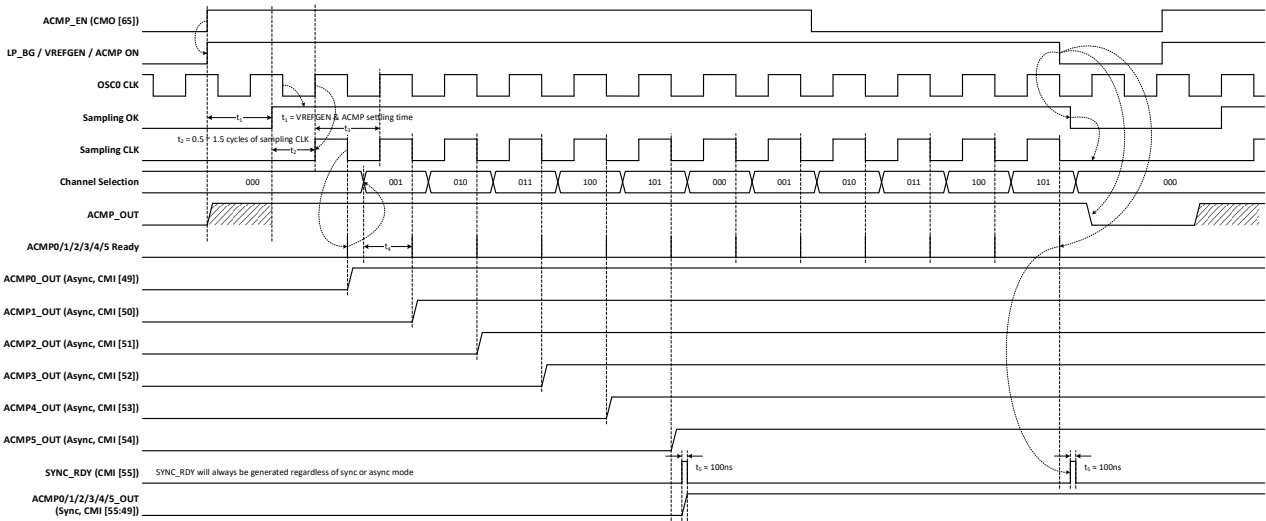 ACMP_EN (CMO [65])
LP_BG / VREFGEN / ACMP ON
OSC0 CLK
Sampling OK
t₁
t₁ = VREFGEN & ACMP settling time
t₃
t₂ = 0.5 ~ 1.5 cycles of sampling CLK
t₂
Sampling CLK
Channel Selection
000 001 010 011 100 101 000 001 010 011 100 101 000
ACMP_OUT
ACMP0/1/2/3/4/5 Ready
t₄
ACMP0_OUT (Async, CMI [49])
ACMP1_OUT (Async, CMI [50])
ACMP2_OUT (Async, CMI [51])
ACMP3_OUT (Async, CMI [52])
ACMP4_OUT (Async, CMI [53])
ACMP5_OUT (Async, CMI [54])
SYNC_RDY (CMI [55])
SYNC_RDY will always be generated regardless of sync or async mode
t₅ = 100ns
t₅ = 100ns
ACMP0/1/2/3/4/5_OUT
(Sync, CMI [55:49])